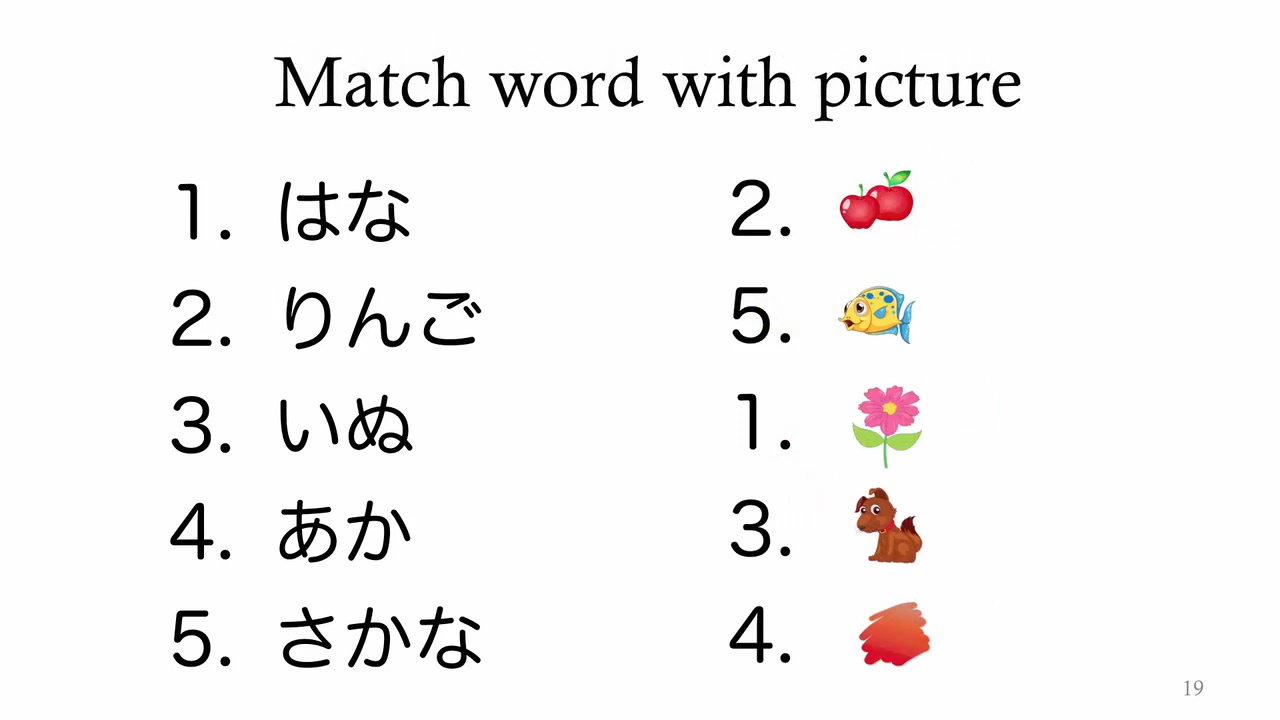 Match word with picture
1. はな
2. りんご
3. いぬ
4. あか
5. さかな
2.
5.
1.
3.
4.
19